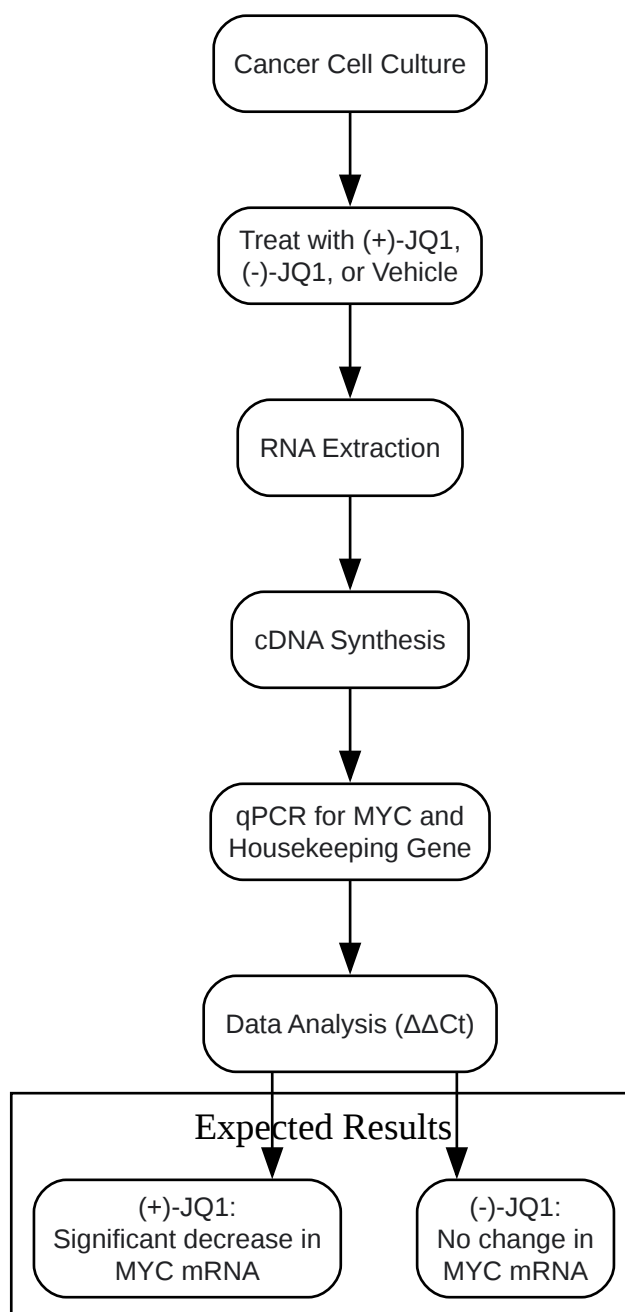 Cancer Cell Culture
Treat with (+)-JQ1,
(-)-JQ1, or Vehicle
RNA Extraction
cDNA Synthesis
qPCR for MYC and
Housekeeping Gene
Data Analysis (ΔΔCt)
Expected Results
(+)-JQ1:
Significant decrease in
MYC mRNA
(-)-JQ1:
No change in
MYC mRNA